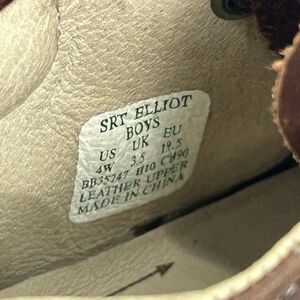 SRT ELLIOT
BOYS
US UK EU
4W 3.5 19.5
BB35747 H10 CH90
LEATHER UPPER
MADE IN CHINA